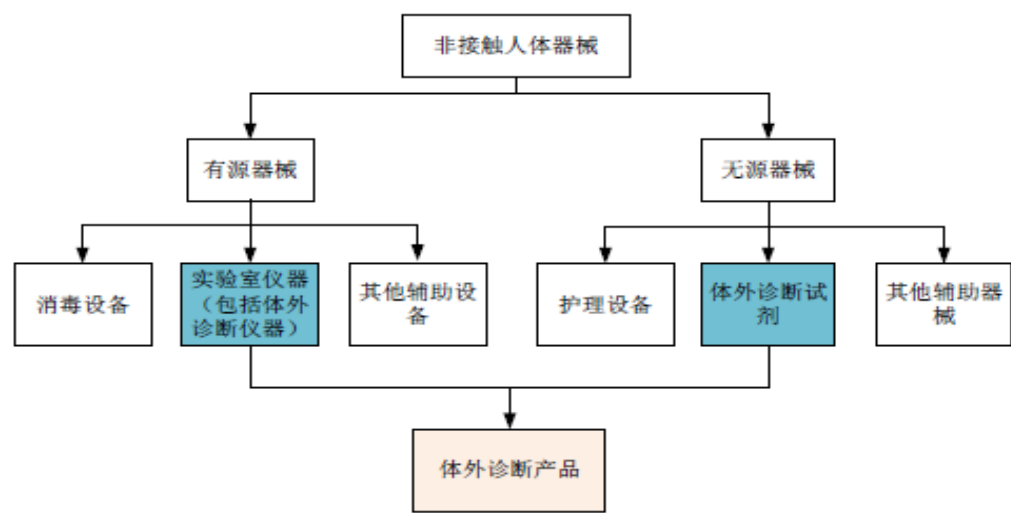 非接触人体器械
有源器械
无源器械
消毒设备
实验室仪器
（包括体外
诊断仪器）
其他辅助设
备
护理设备
体外诊断试
剂
其他辅助器
械
体外诊断产品